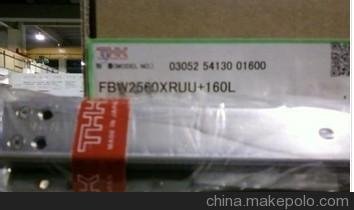 THK
(MODEL NO.) 03052 54130 01600
FBW2560XRUU+160L
THK
china.makepolo.com